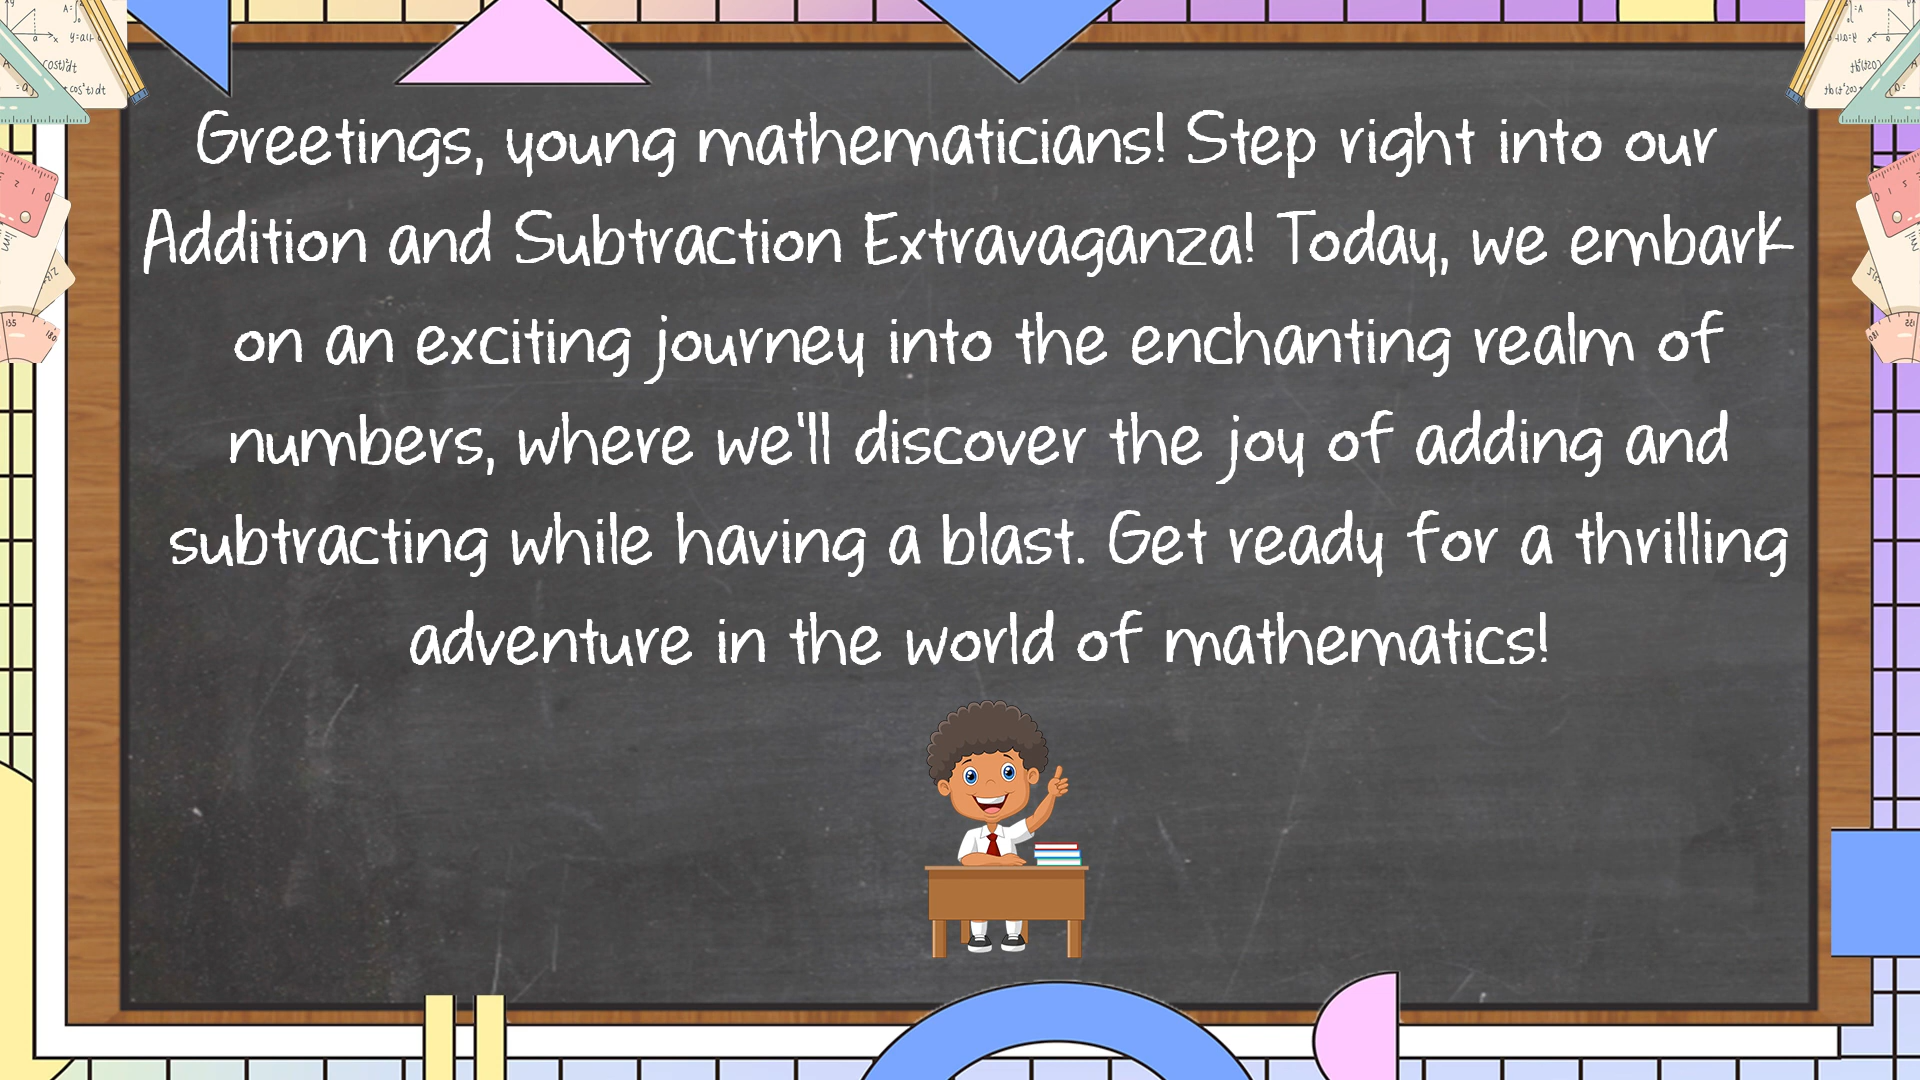 Greetings, young mathematicians! Step right into our
Addition and Subtraction Extravaganza! Today, we embark
on an exciting journey into the enchanting realm of
numbers, where we'll discover the joy of adding and
subtracting while having a blast. Get ready for a thrilling
adventure in the world of mathematics!